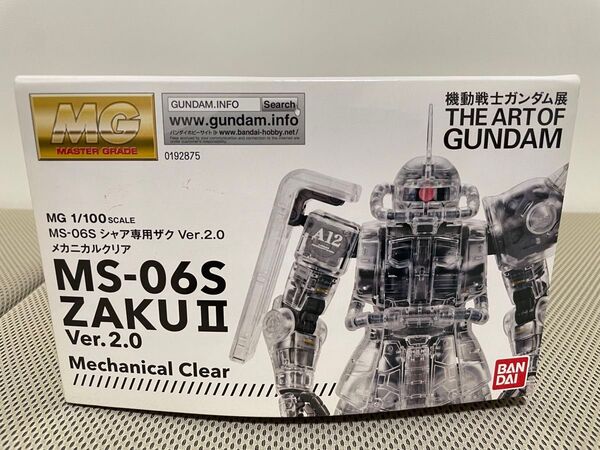 MG
MASTER GRADE
GUNDAM.INFO Search
www.gundam.info
バンダイホビーサイト www.bandai-hobby.net/
0192875
機動戦士ガンダム展
THE ART OF
GUNDAM
MG 1/100 SCALE
MS-06S シャア専用ザク Ver.2.0
メカニカルクリア
MS-06S
ZAKU II
Ver.2.0
Mechanical Clear
A12
BAN
DAI